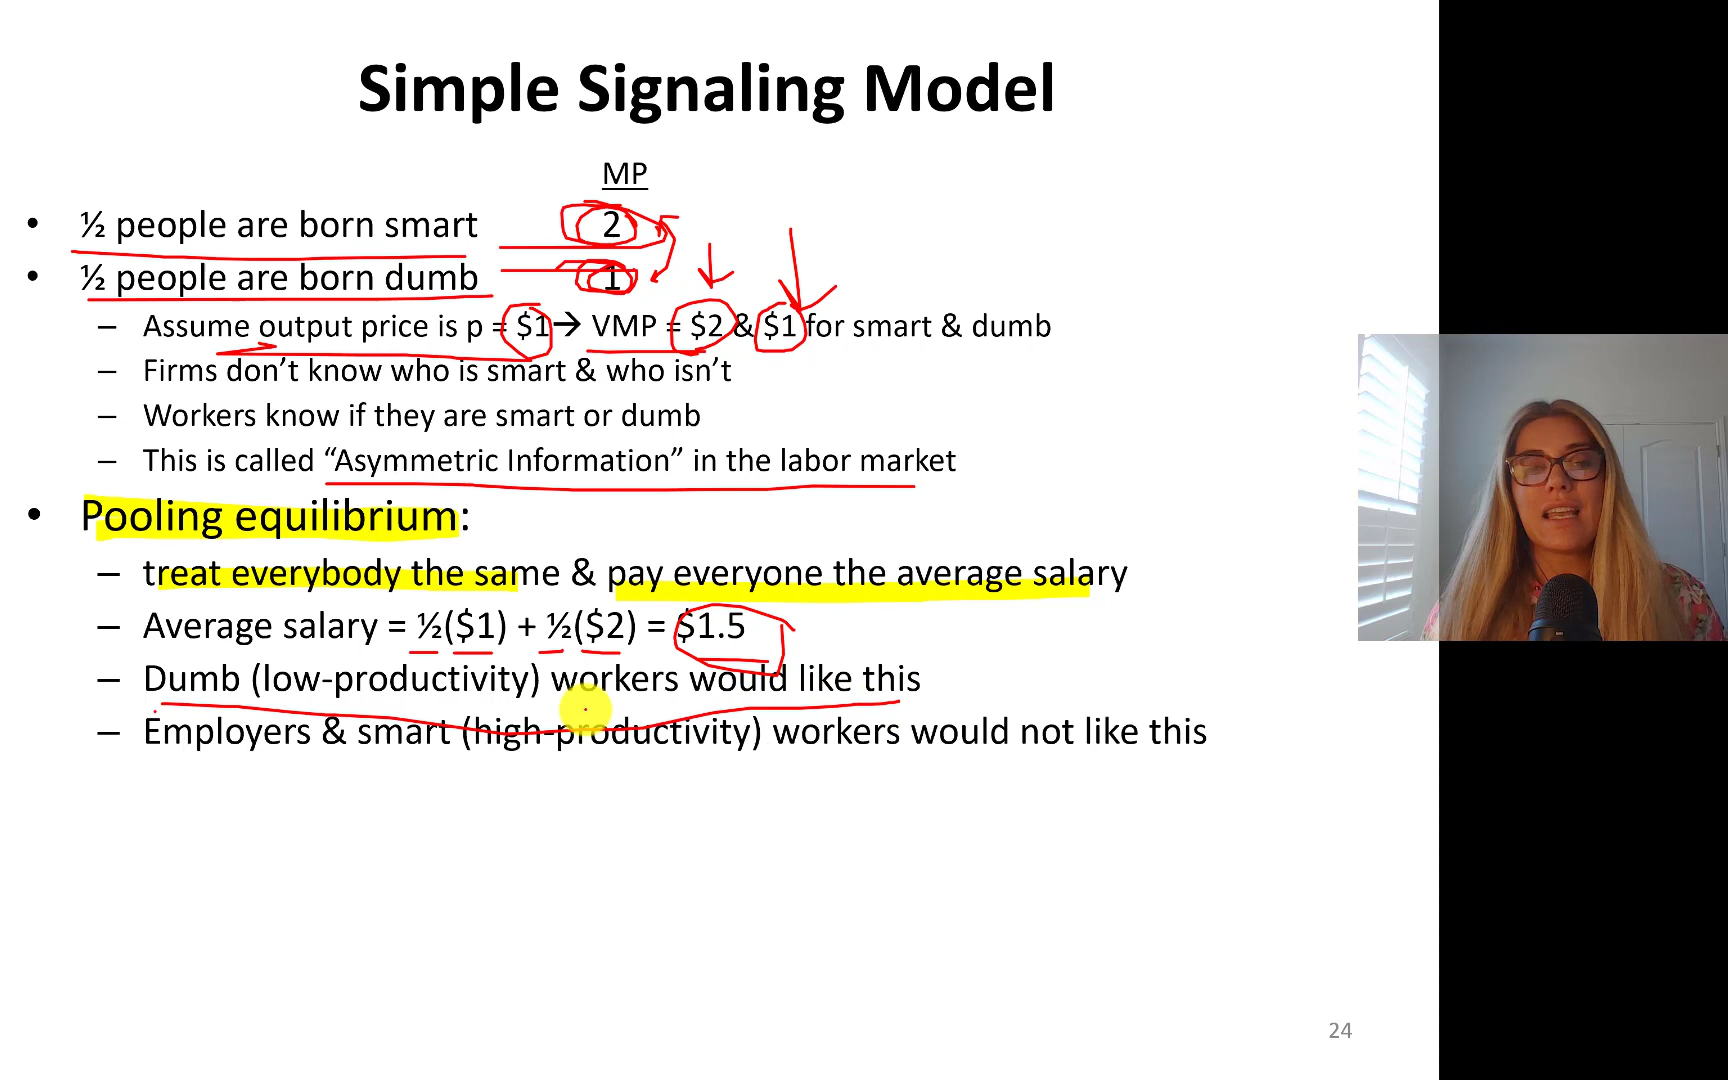 Simple Signaling Model
MP
• ½ people are born smart 2
• ½ people are born dumb 1
– Assume output price is p = $1→ VMP = $2 & $1 for smart & dumb
– Firms don’t know who is smart & who isn’t
– Workers know if they are smart or dumb
– This is called “Asymmetric Information” in the labor market
• Pooling equilibrium:
– treat everybody the same & pay everyone the average salary
– Average salary = ½($1) + ½($2) = $1.5
– Dumb (low-productivity) workers would like this
– Employers & smart (high-productivity) workers would not like this
24